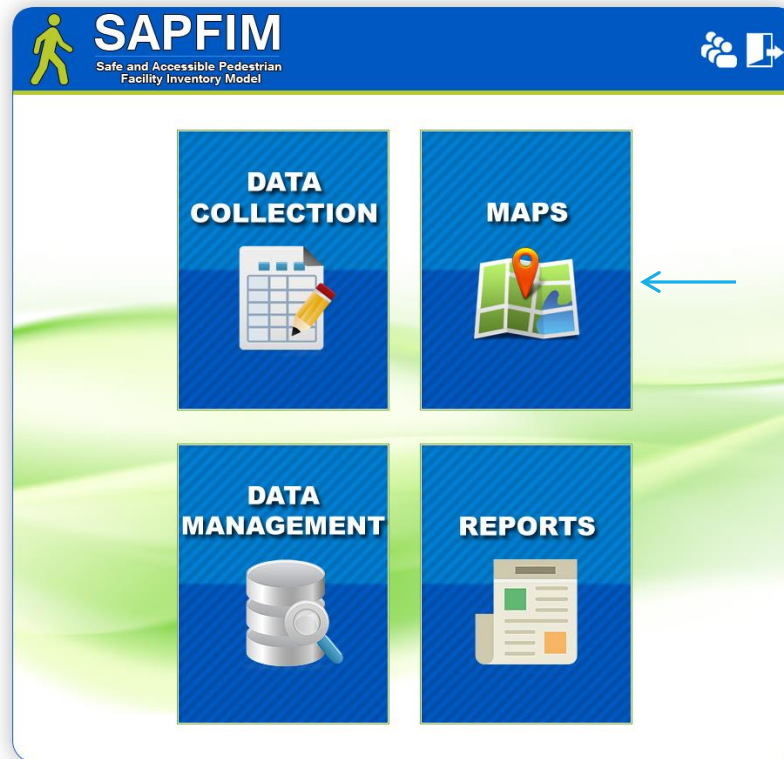 SAPFIM
Safe and Accessible Pedestrian
Facility Inventory Model
DATA
COLLECTION
MAPS
DATA
MANAGEMENT
REPORTS